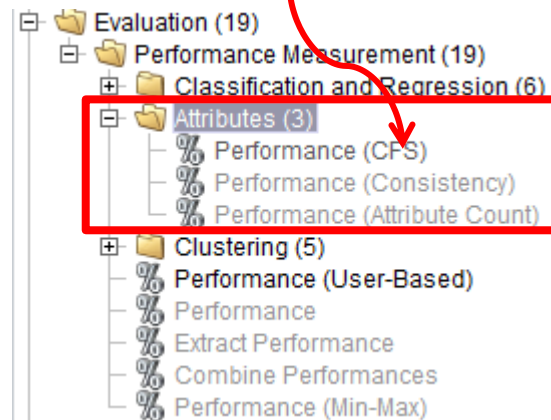 Evaluation (19)
Performance Measurement (19)
Classification and Regression (6)
Attributes (3)
Performance (CFS)
Performance (Consistency)
Performance (Attribute Count)
Clustering (5)
Performance (User-Based)
Performance
Extract Performance
Combine Performances
Performance (Min-Max)